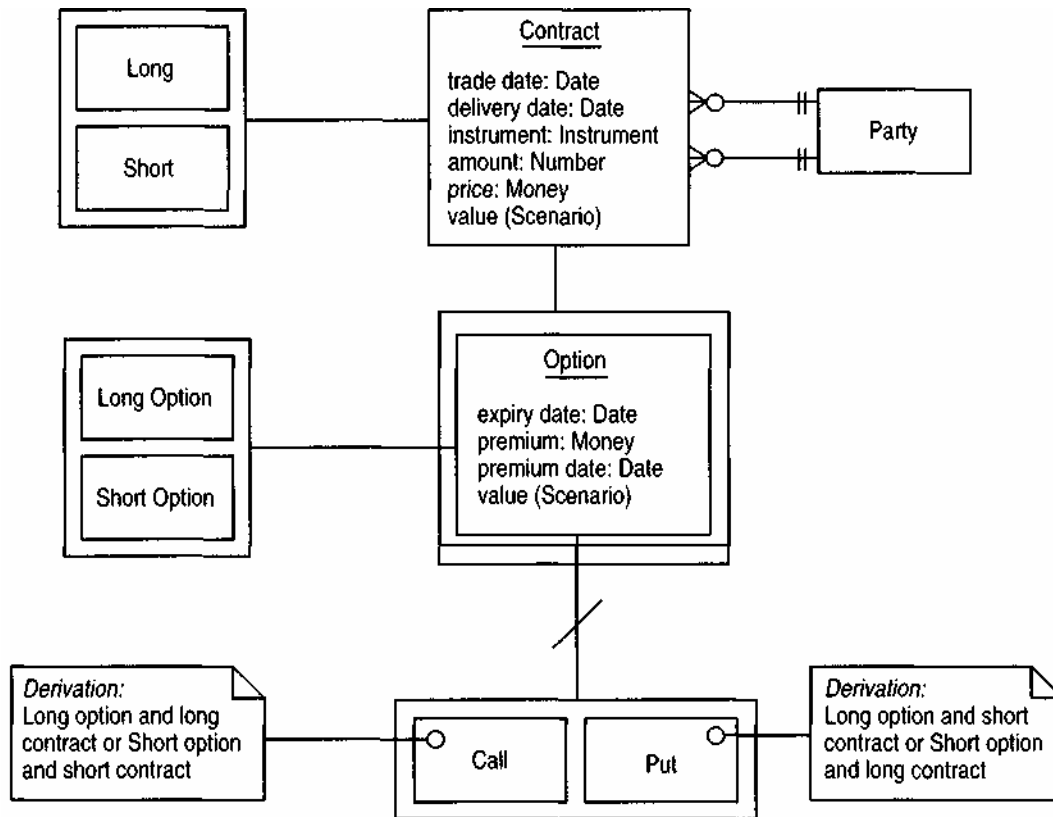 Contract
trade date: Date
delivery date: Date
instrument: Instrument
amount: Number
price: Money
value (Scenario)
Long
Short
Party
Option
expiry date: Date
premium: Money
premium date: Date
value (Scenario)
Long Option
Short Option
Derivation:
Long option and long
contract or Short option
and short contract
Call
Put
Derivation:
Long option and short
contract or Short option
and long contract